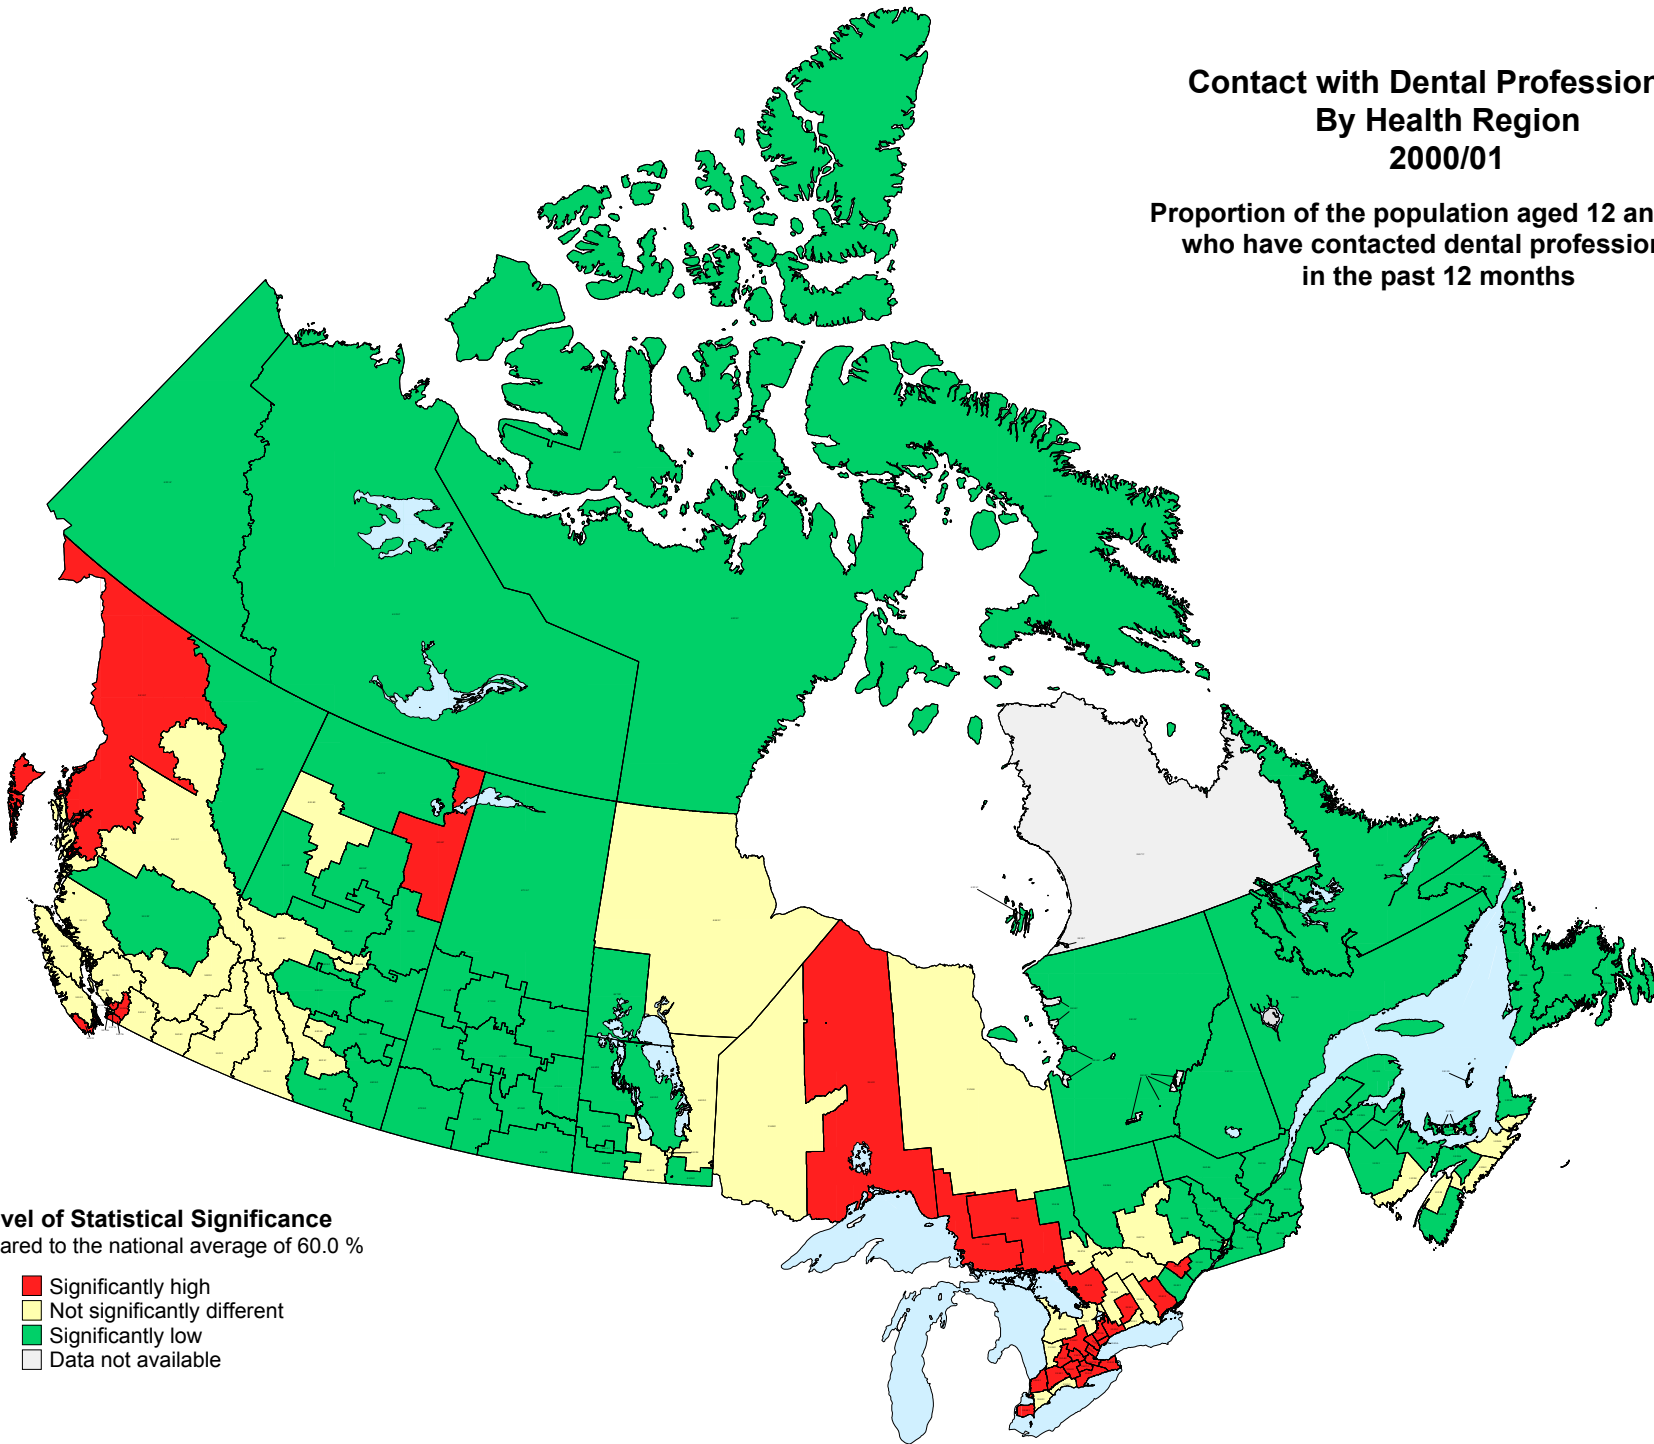 Contact with Dental Profession
By Health Region
2000/01
Proportion of the population aged 12 an
who have contacted dental profession
in the past 12 months
vel of Statistical Significance
ared to the national average of 60.0 %
Significantly high
Not significantly different
Significantly low
Data not available